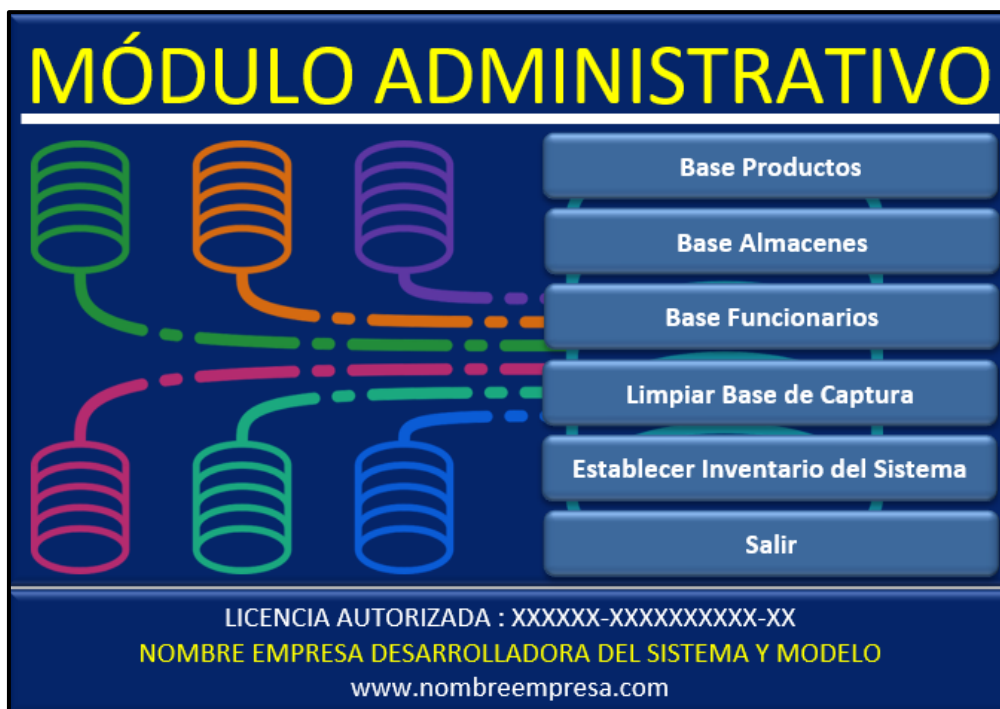 MÓDULO ADMINISTRATIVO
Base Productos
Base Almacenes
Base Funcionarios
Limpiar Base de Captura
Establecer Inventario del Sistema
Salir
LICENCIA AUTORIZADA : XXXXXX-XXXXXXXXXX-XX
NOMBRE EMPRESA DESARROLLADORA DEL SISTEMA Y MODELO
www.nombreempresa.com